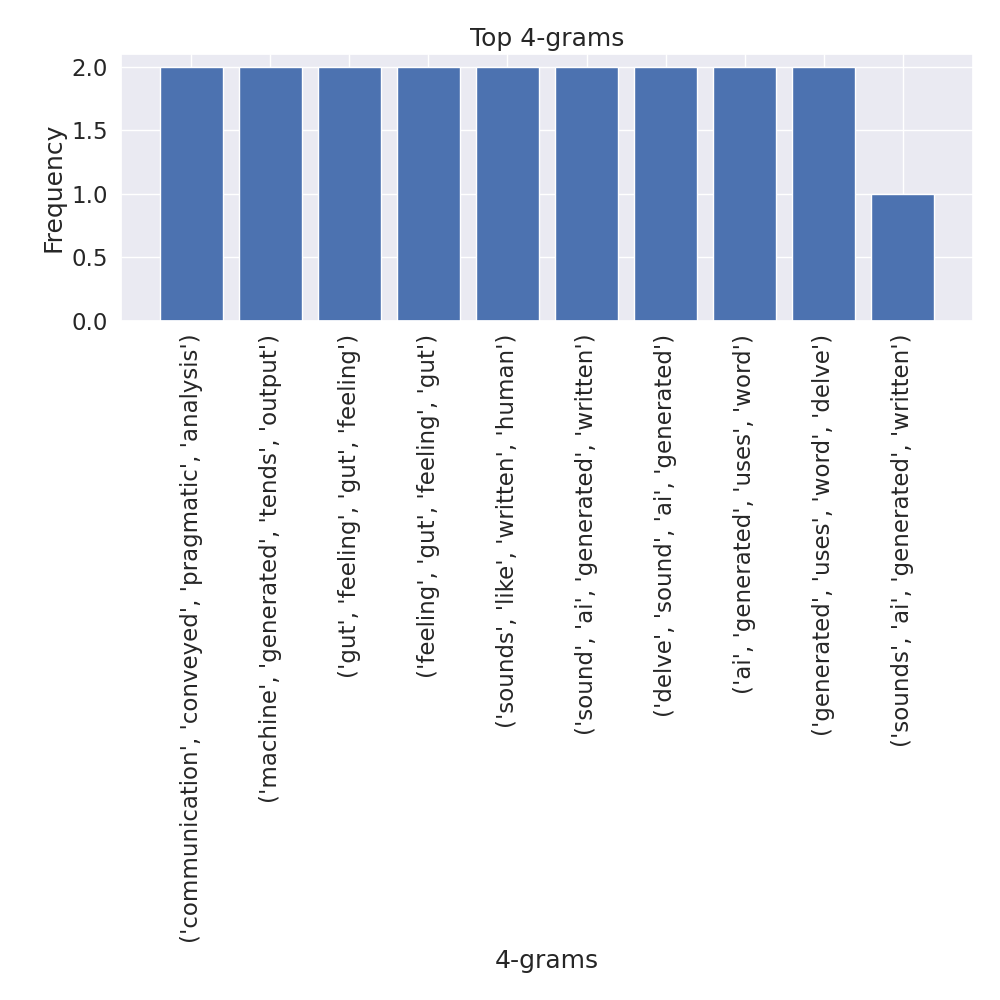 Top 4-grams
Frequency
2.0
1.5
1.0
0.5
0.0
('communication', 'conveyed', 'pragmatic', 'analysis')
('machine', 'generated', 'tends', 'output')
('gut', 'feeling', 'gut', 'feeling')
('feeling', 'gut', 'feeling', 'gut')
('sounds', 'like', 'written', 'human')
('sound', 'ai', 'generated', 'written')
('delve', 'sound', 'ai', 'generated')
('ai', 'generated', 'uses', 'word')
('generated', 'uses', 'word', 'delve')
('sounds', 'ai', 'generated', 'written')
4-grams